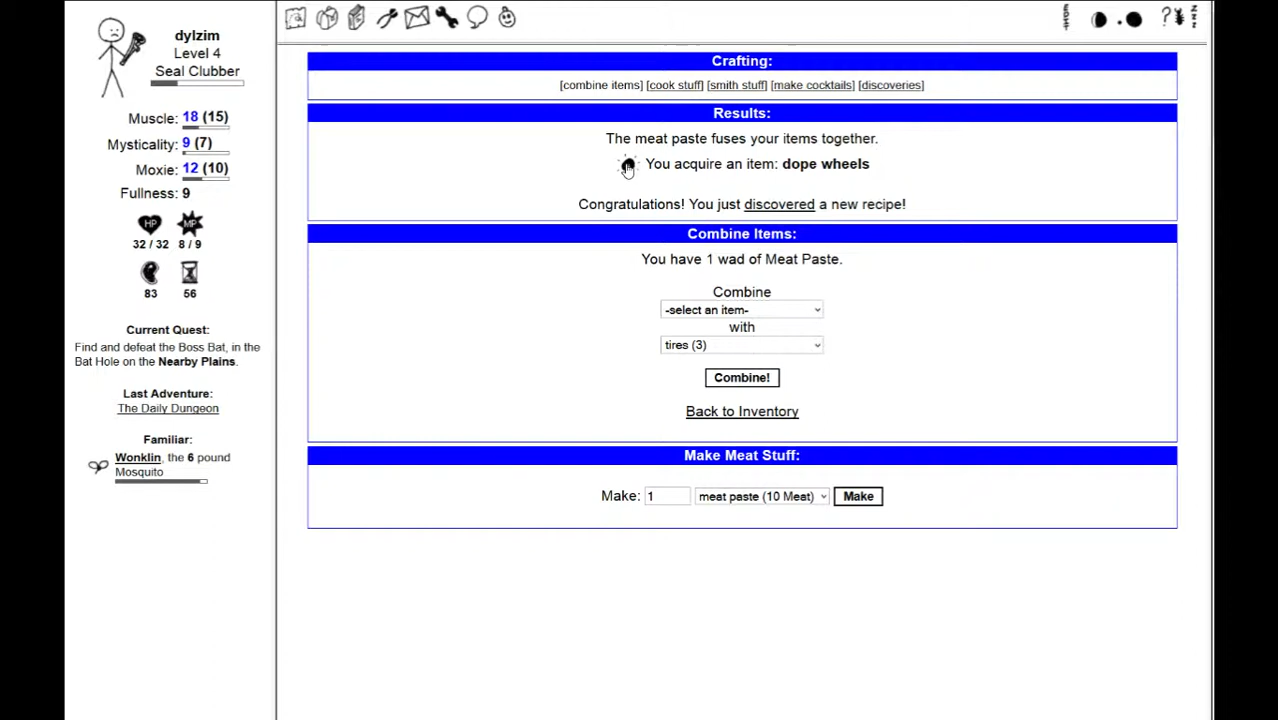 dylzim
Level 4
Seal Clubber
Muscle: 18 (15)
Mysticality: 9 (7)
Moxie: 12 (10)
Fullness: 9
HP MP
32 / 32 8 / 9
83 56
Current Quest:
Find and defeat the Boss Bat, in the
Bat Hole on the Nearby Plains.
Last Adventure:
The Daily Dungeon
Familiar:
Wonklin, the 6 pound
Mosquito
Crafting:
[combine items] [cook stuff] [smith stuff] [make cocktails] [discoveries]
Results:
The meat paste fuses your items together.
You acquire an item: dope wheels
Congratulations! You just discovered a new recipe!
Combine Items:
You have 1 wad of Meat Paste.
Combine
-select an item-
with
tires (3)
Combine!
Back to Inventory
Make Meat Stuff:
Make: 1 meat paste (10 Meat) Make